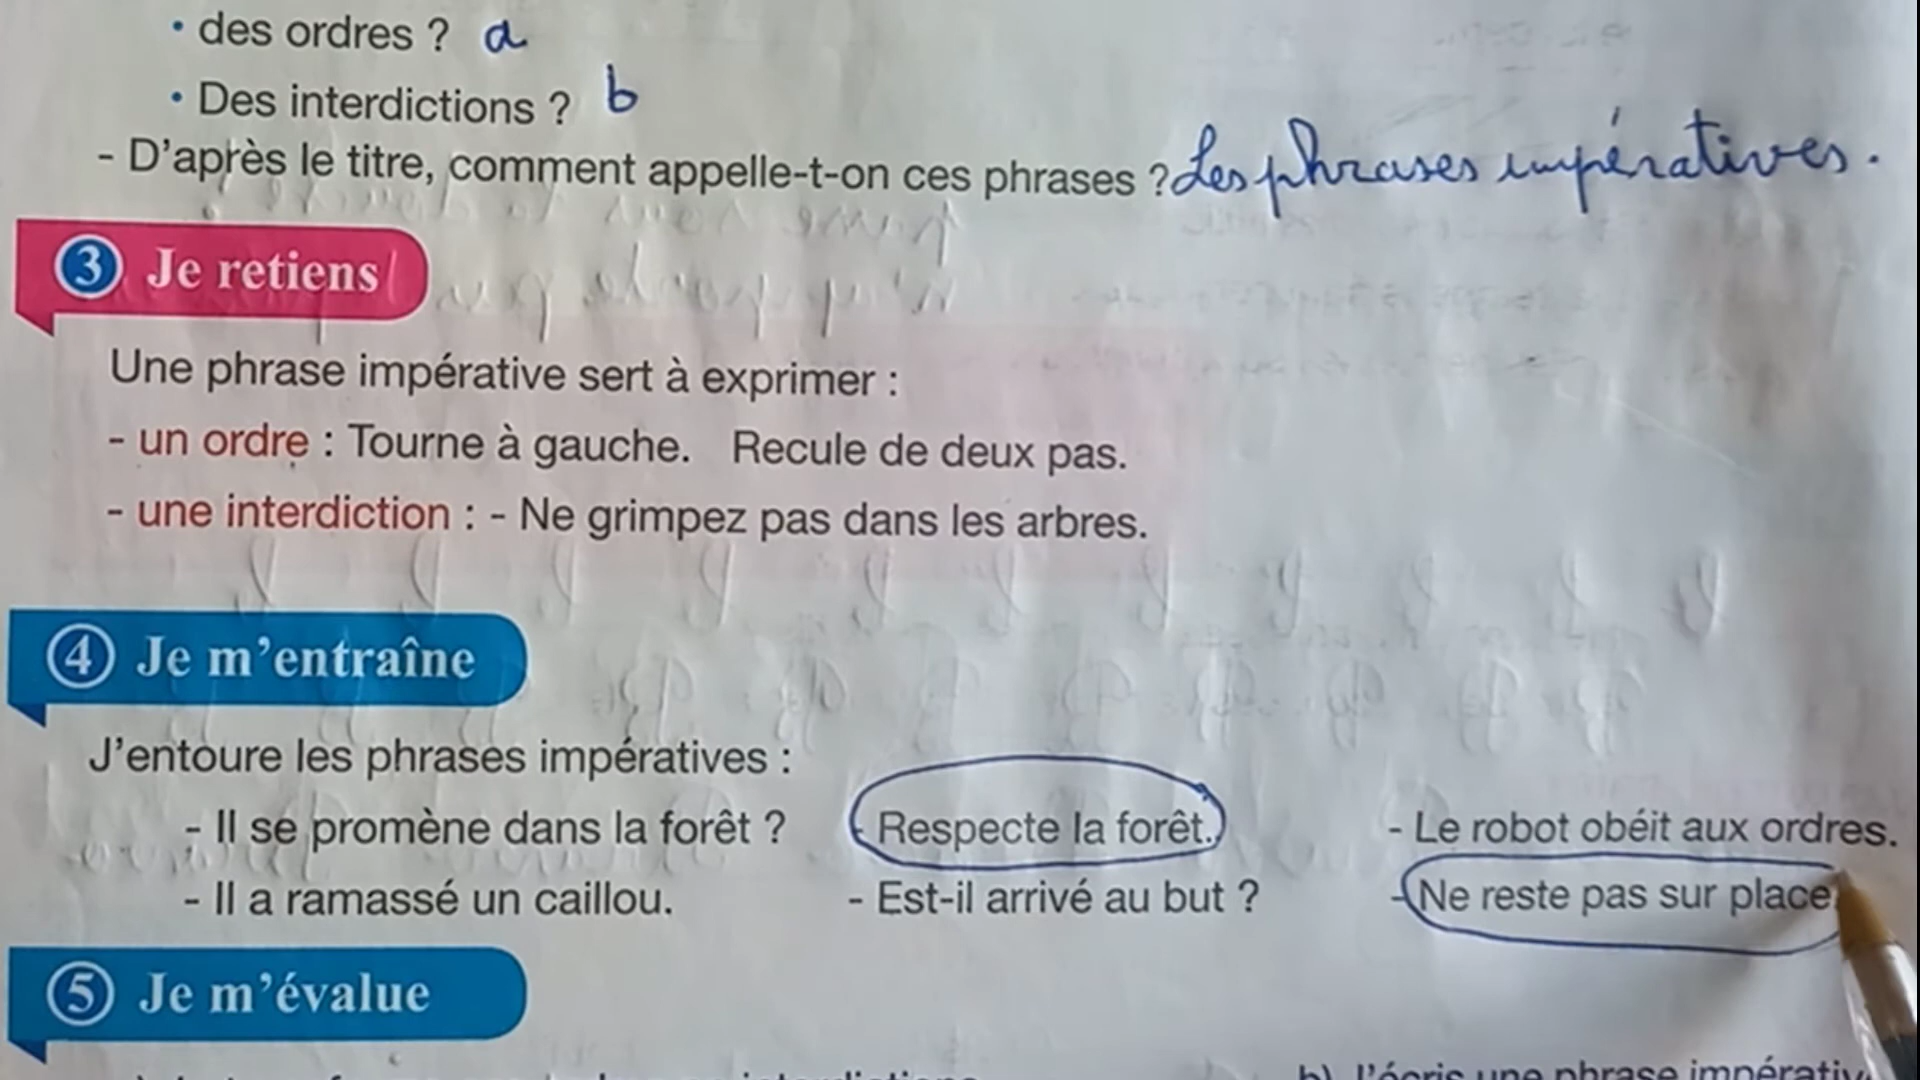 • des ordres ? a
• Des interdictions ? b
- D'après le titre, comment appelle-t-on ces phrases ? Les phrases impératives.
3 Je retiens
Une phrase impérative sert à exprimer :
- un ordre : Tourne à gauche. Recule de deux pas.
- une interdiction : - Ne grimpez pas dans les arbres.
4 Je m'entraîne
J'entoure les phrases impératives :
- Il se promène dans la forêt ? - Respecte la forêt. - Le robot obéit aux ordres.
- Il a ramassé un caillou. - Est-il arrivé au but ? - Ne reste pas sur place.
5 Je m'évalue
b) J'écris une phrase impérativ